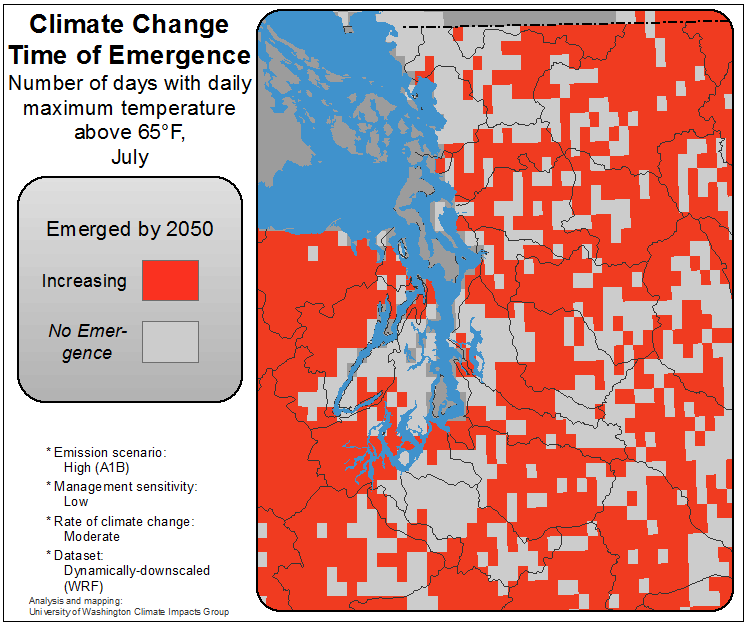 Climate Change
Time of Emergence
Number of days with daily
maximum temperature
above 65°F,
July
Emerged by 2050
Increasing
No Emer-
gence
* Emission scenario:
High (A1B)
* Management sensitivity:
Low
* Rate of climate change:
Moderate
* Dataset:
Dynamically-downscaled
(WRF)
Analysis and mapping:
University of Washington Climate Impacts Group